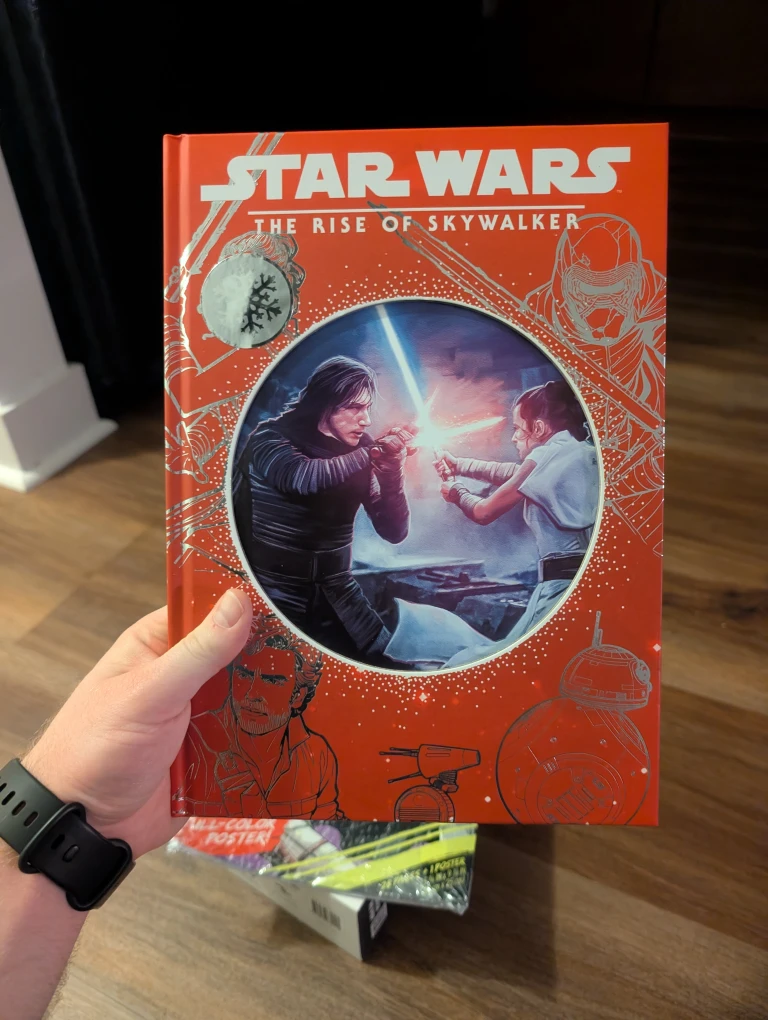 STAR WARS
THE RISE OF SKYWALKER
POSTER!